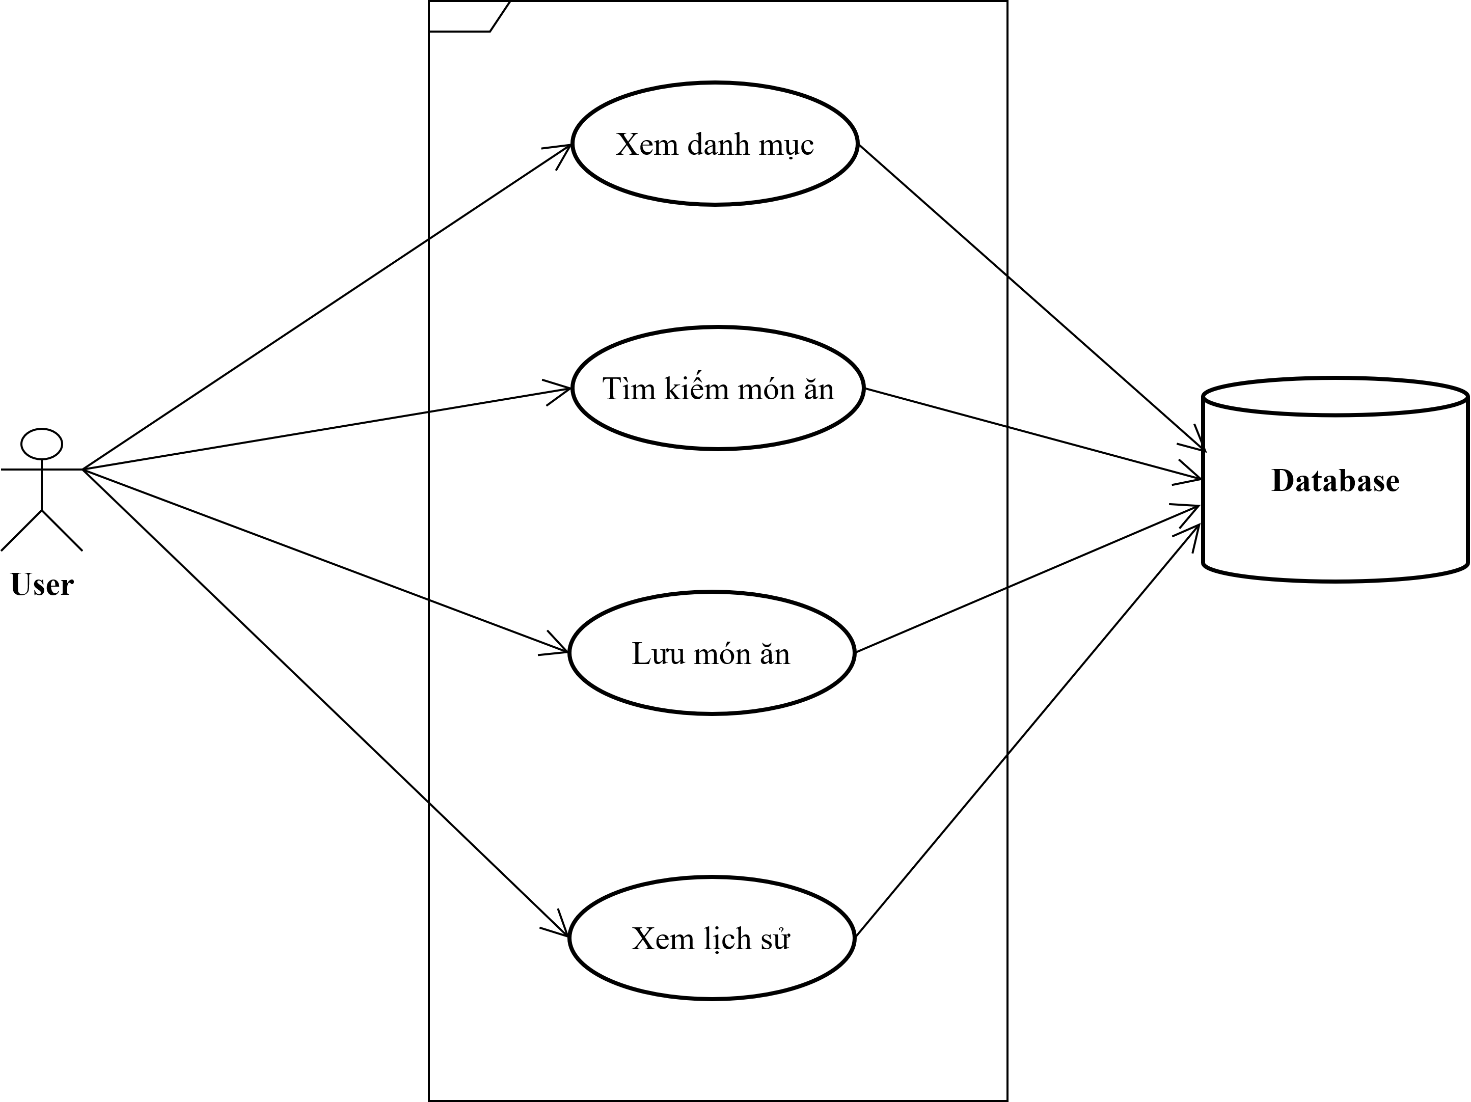 Xem danh mục
Tìm kiếm món ăn
User
Database
Lưu món ăn
Xem lịch sử